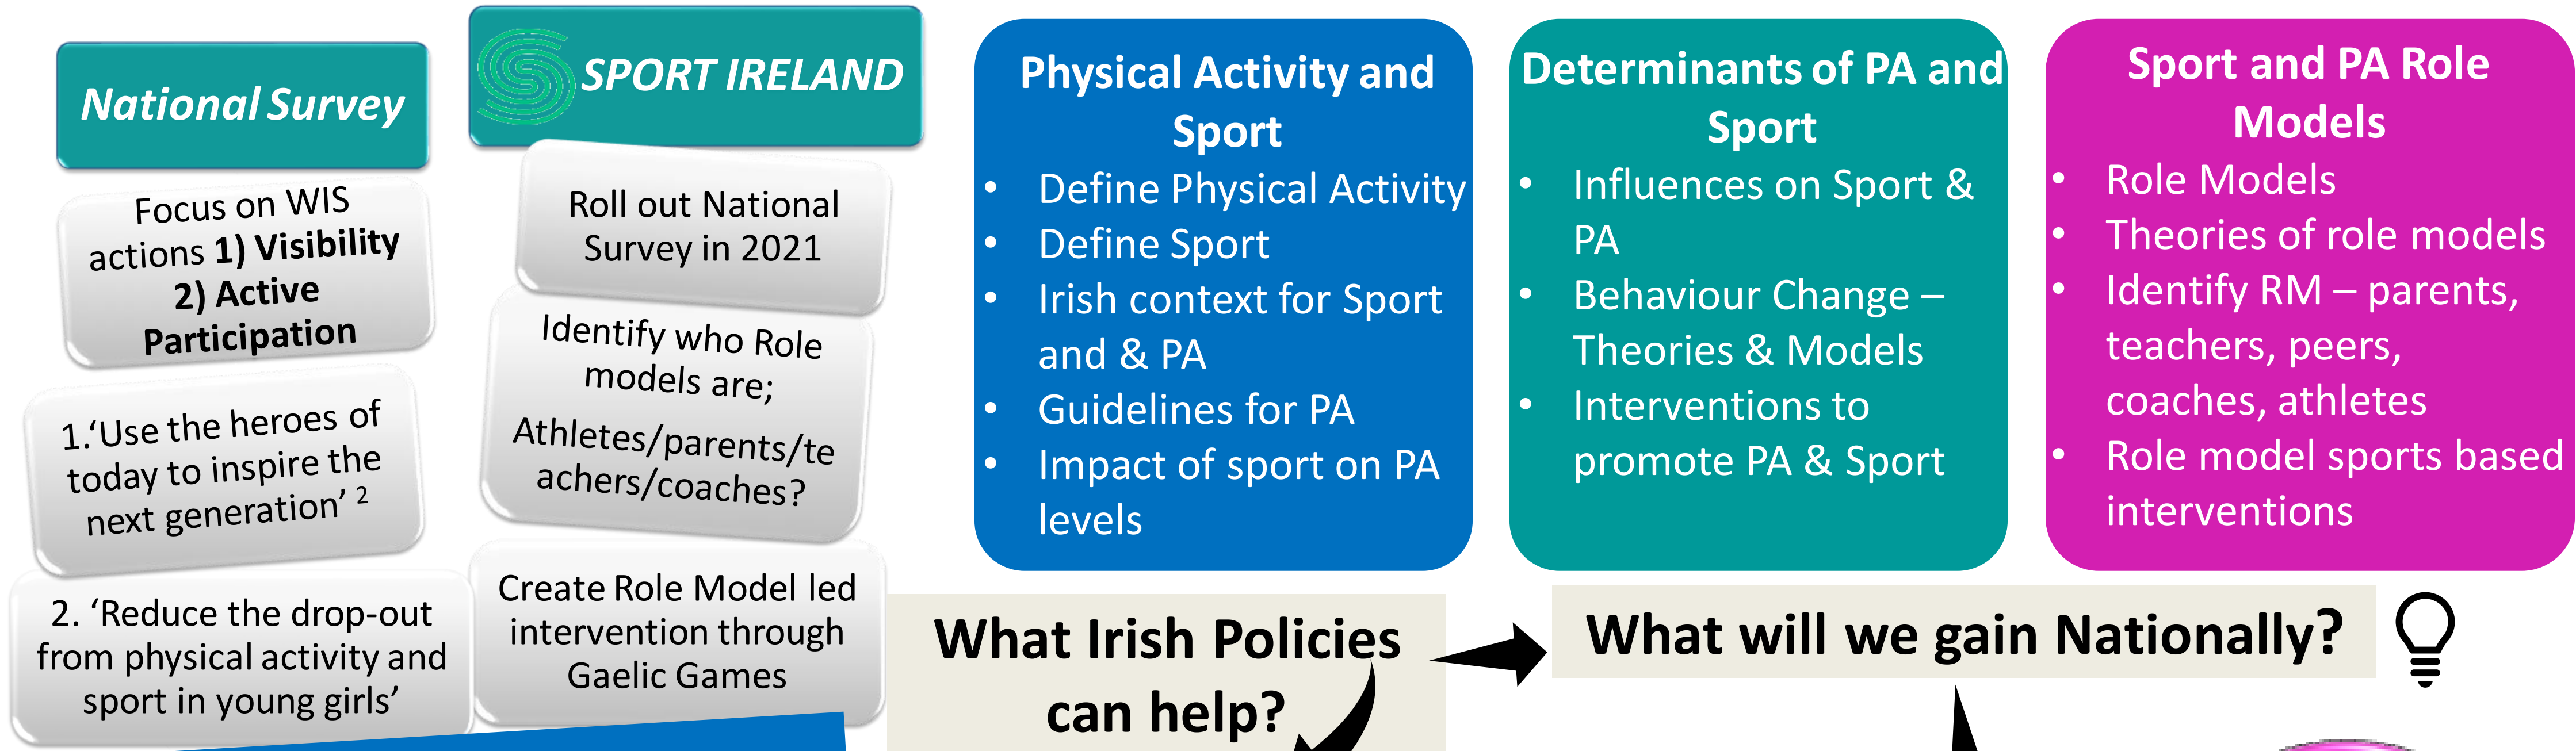 National Survey
Focus on WIS
actions 1) Visibility
2) Active
Participation
1.‘Use the heroes of
today to inspire the
next generation’ 2
2. ‘Reduce the drop-out
from physical activity and
sport in young girls’
SPORT IRELAND
Roll out National
Survey in 2021
Identify who Role
models are;
Athletes/parents/te
achers/coaches?
Create Role Model led
intervention through
Gaelic Games
Physical Activity and
Sport
• Define Physical Activity
• Define Sport
• Irish context for Sport
and & PA
• Guidelines for PA
• Impact of sport on PA
levels
Determinants of PA and
Sport
• Influences on Sport &
PA
• Behaviour Change –
Theories & Models
• Interventions to
promote PA & Sport
Sport and PA Role
Models
• Role Models
• Theories of role models
• Identify RM – parents,
teachers, peers,
coaches, athletes
• Role model sports based
interventions
What Irish Policies
can help?
What will we gain Nationally?